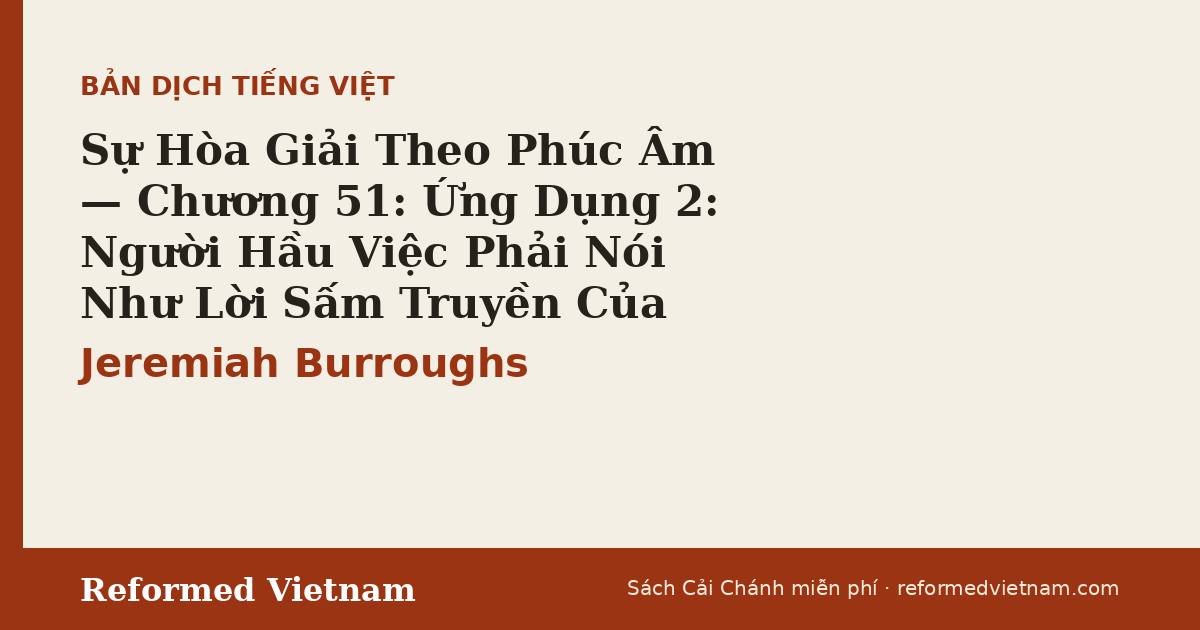 BẢN DỊCH TIẾNG VIỆT
Sự Hòa Giải Theo Phúc Âm
— Chương 51: Ứng Dụng 2:
Người Hầu Việc Phải Nói
Như Lời Sấm Truyền Của
Jeremiah Burroughs
Reformed Vietnam
Sách Cải Chánh miễn phí · reformedvietnam.com